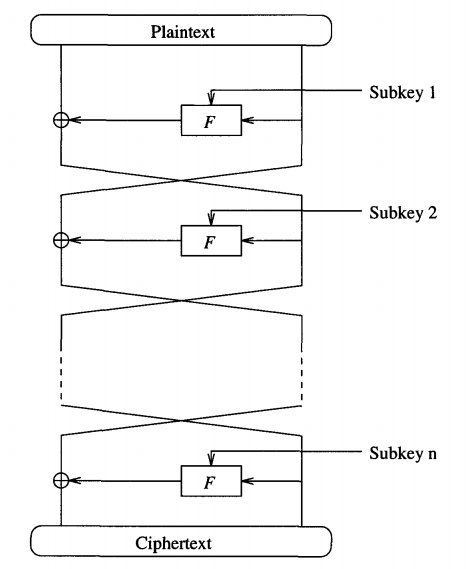 Plaintext
Subkey 1
F
Subkey 2
F
Subkey n
F
Ciphertext